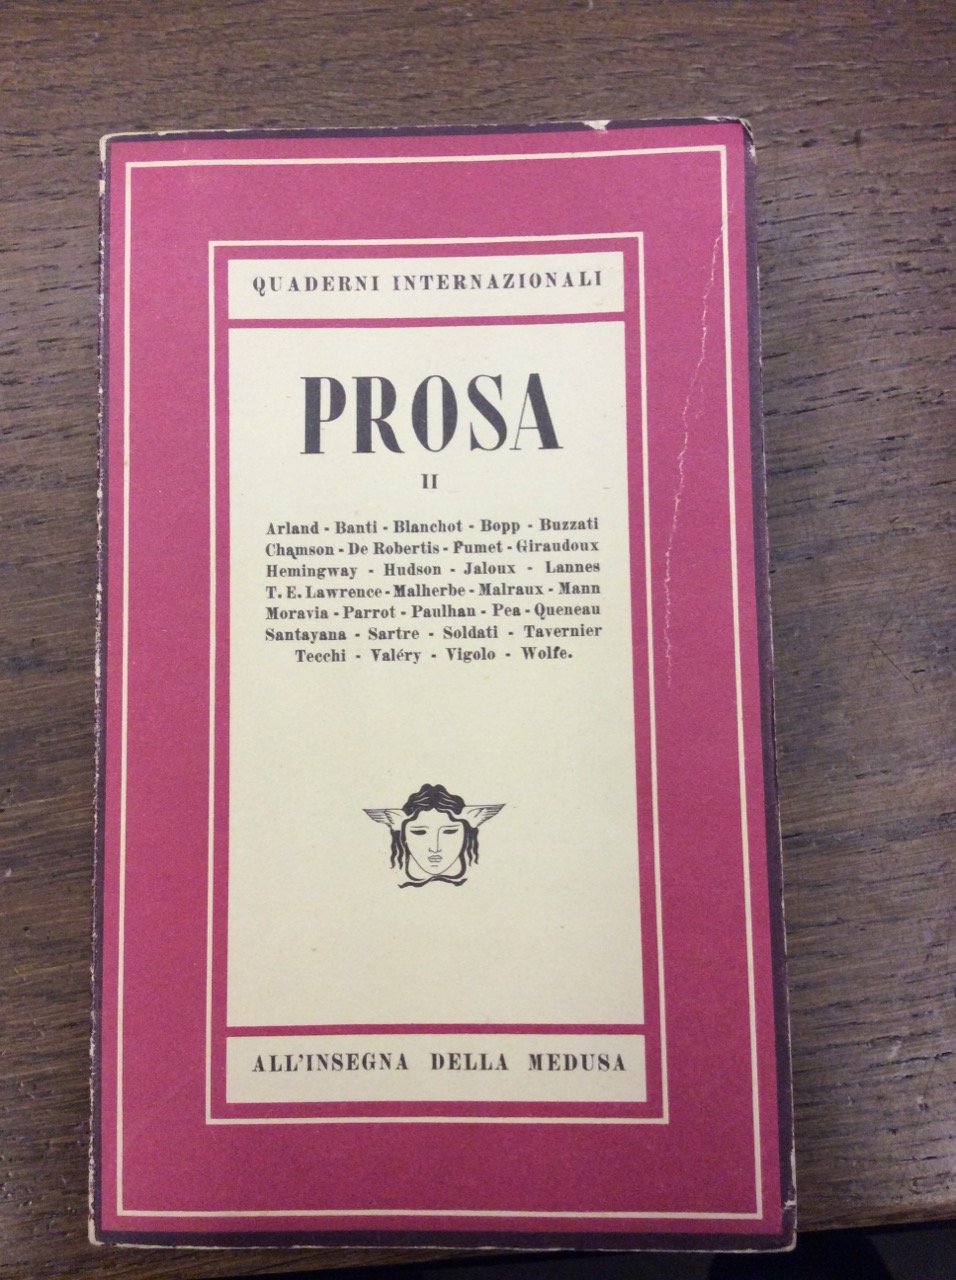 QUADERNI INTERNAZIONALI
PROSA
II
Arland - Banti - Blanchot - Bopp - Buzzati
Chamson - De Robertis - Fumet - Giraudoux
Hemingway - Hudson - Jaloux - Lannes
T. E. Lawrence - Malherbe - Malraux - Mann
Moravia - Parrot - Paulhan - Pea - Queneau
Santayana - Sartre - Soldati - Tavernier
Tecchi - Valéry - Vigolo - Wolfe.
ALL'INSEGNA DELLA MEDUSA